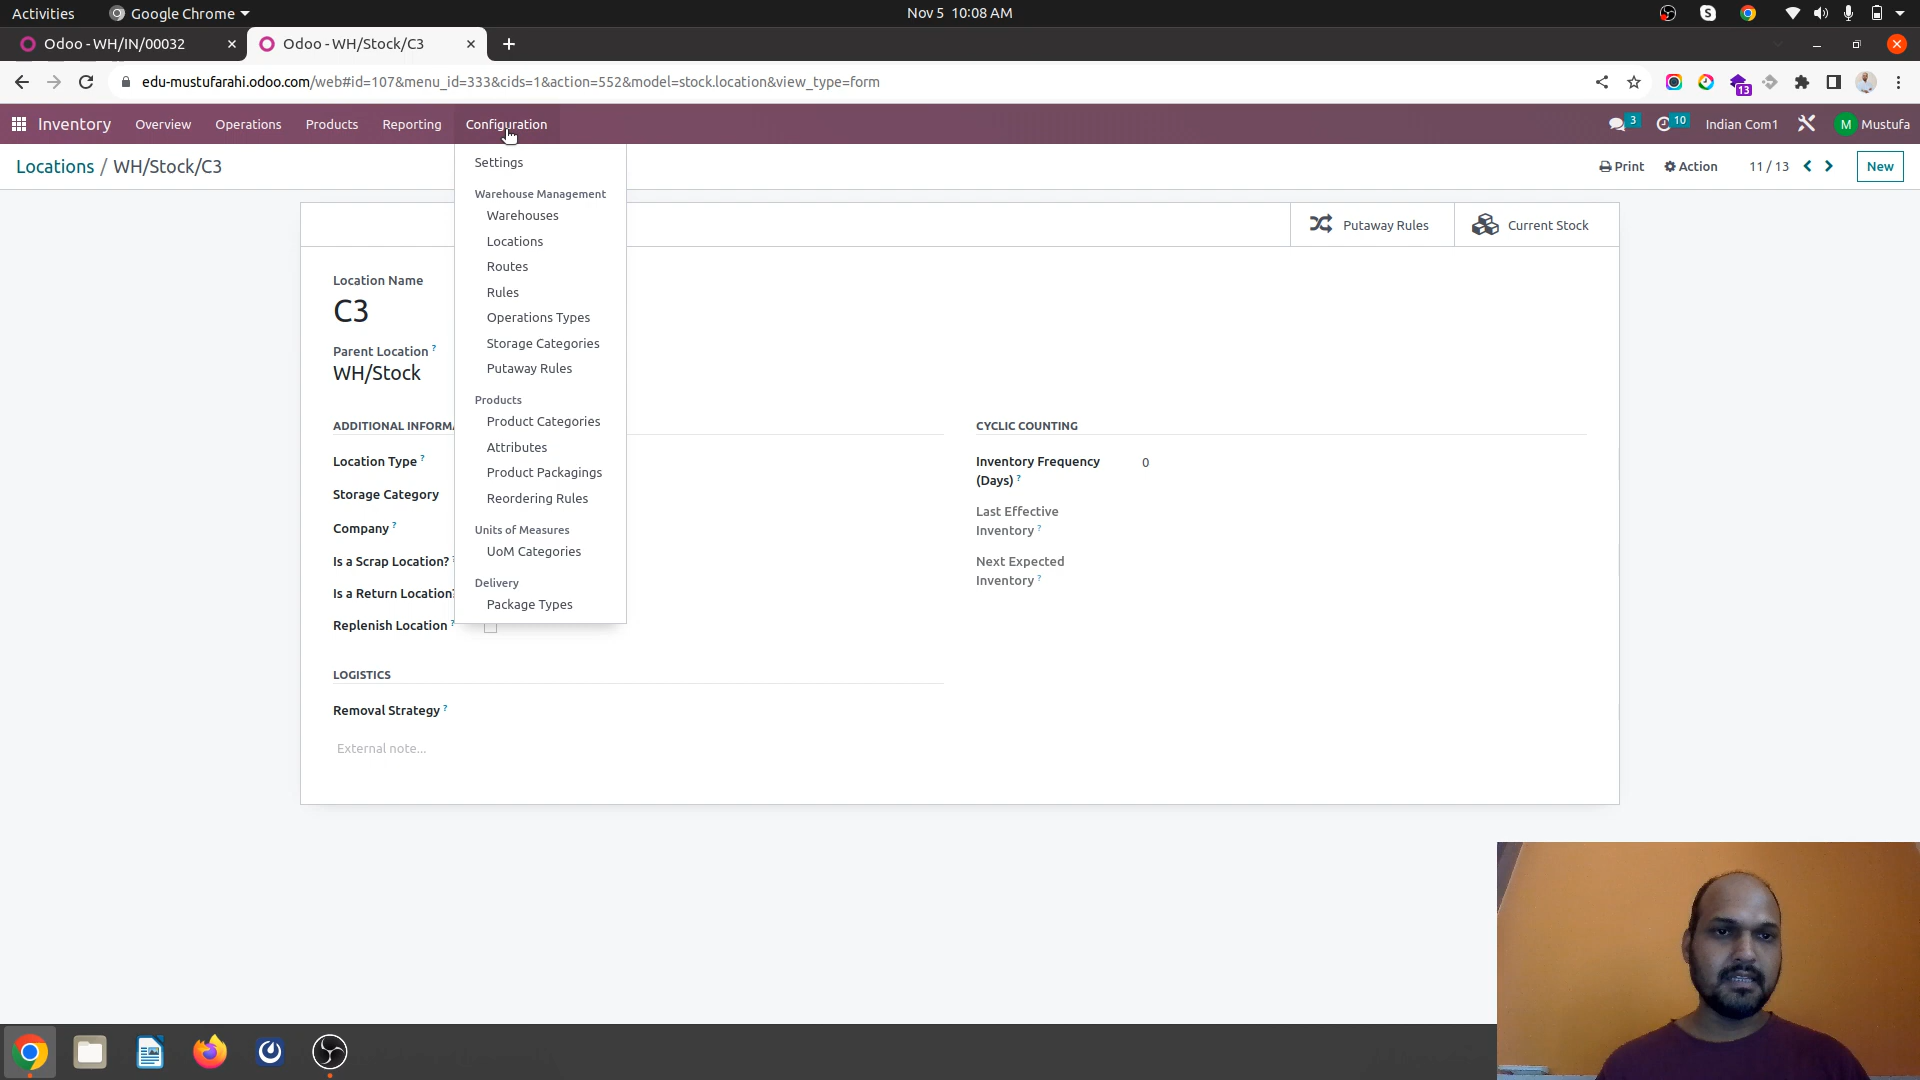 Activities
Google Chrome
Nov 5 10:08 AM
Odoo - WH/IN/00032
Odoo - WH/Stock/C3
edu-mustufarahi.odoo.com/web#id=107&menu_id=333&cids=1&action=552&model=stock.location&view_type=form
13
Inventory
Overview
Operations
Products
Reporting
Configuration
3
10
Indian Com1
M
Mustufa
Locations / WH/Stock/C3
Print
Action
11 / 13
New
Settings
Warehouse Management
Warehouses
Locations
Routes
Rules
Operations Types
Storage Categories
Putaway Rules
Products
Product Categories
Attributes
Product Packagings
Reordering Rules
Units of Measures
UoM Categories
Delivery
Package Types
Putaway Rules
Current Stock
Location Name
C3
Parent Location ?
WH/Stock
ADDITIONAL INFORMA
Location Type ?
Storage Category
Company ?
Is a Scrap Location? ?
Is a Return Location?
Replenish Location ?
CYCLIC COUNTING
Inventory Frequency
(Days) ?
0
Last Effective
Inventory ?
Next Expected
Inventory ?
LOGISTICS
Removal Strategy ?
External note...